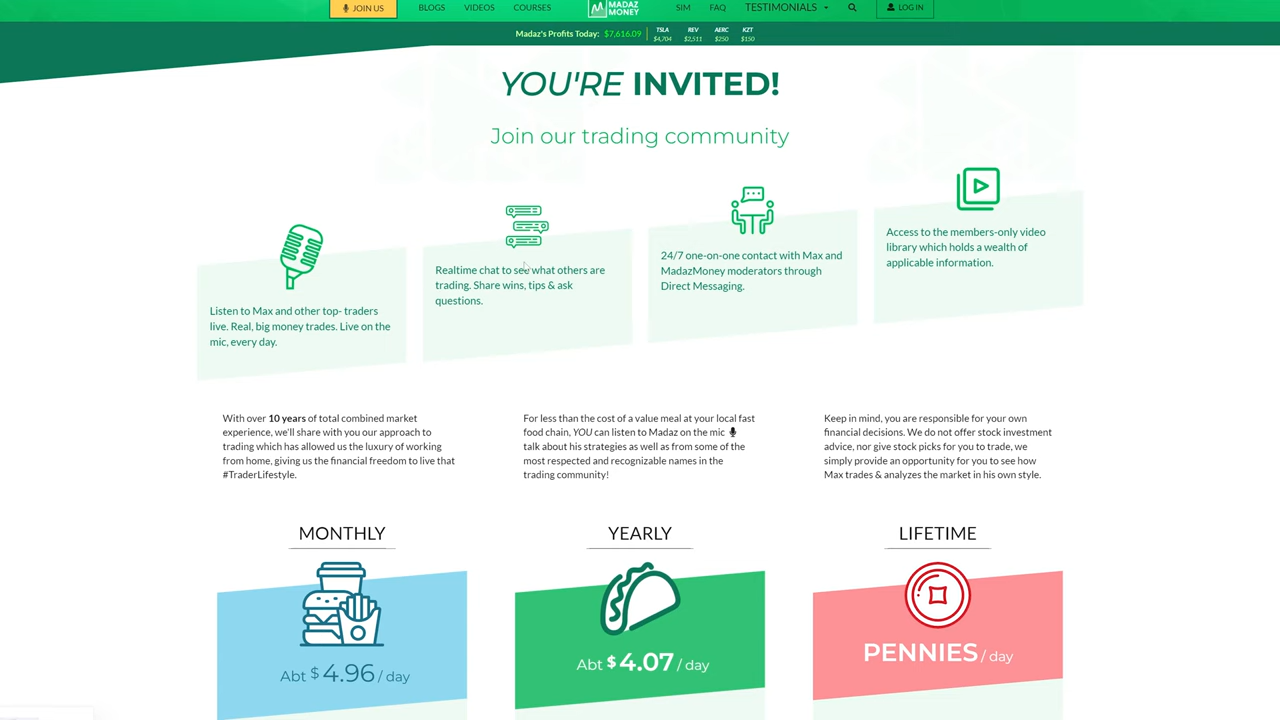 JOIN US
BLOGS
VIDEOS
COURSES
MADAZ
MONEY
SIM
FAQ
TESTIMONIALS
LOG IN
Madaz's Profits Today: $7,616.09
TSLA
$4,704
REV
$2,511
AERC
$250
KZT
$150
YOU'RE INVITED!
Join our trading community
Listen to Max and other top- traders
live. Real, big money trades. Live on the
mic, every day.
Realtime chat to see what others are
trading. Share wins, tips & ask
questions.
24/7 one-on-one contact with Max and
MadazMoney moderators through
Direct Messaging.
Access to the members-only video
library which holds a wealth of
applicable information.
With over 10 years of total combined market
experience, we'll share with you our approach to
trading which has allowed us the luxury of working
from home, giving us the financial freedom to live that
#TraderLifestyle.
For less than the cost of a value meal at your local fast
food chain, YOU can listen to Madaz on the mic
talk about his strategies as well as from some of the
most respected and recognizable names in the
trading community!
Keep in mind, you are responsible for your own
financial decisions. We do not offer stock investment
advice, nor give stock picks for you to trade, we
simply provide an opportunity for you to see how
Max trades & analyzes the market in his own style.
MONTHLY
Abt $ 4.96 / day
YEARLY
Abt $ 4.07 / day
LIFETIME
PENNIES / day